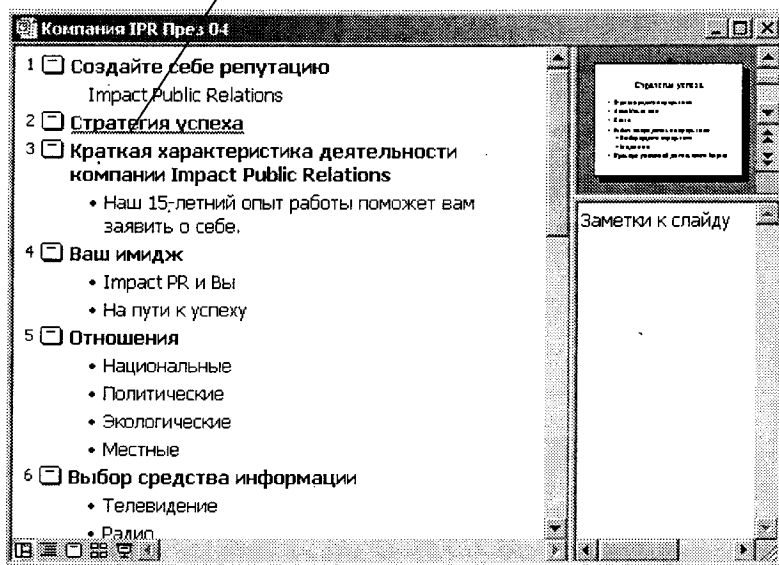 Компания IPR През 04
1 Создайте себе репутацию
Impact Public Relations
2 Стратегия успеха
3 Краткая характеристика деятельности
компании Impact Public Relations
• Наш 15-летний опыт работы поможет вам
заявить о себе.
4 Ваш имидж
• Impact PR и Вы
• На пути к успеху
5 Отношения
• Национальные
• Политические
• Экологические
• Местные
6 Выбор средства информации
• Телевидение
• Радио
Стратегия успеха
Заметки к слайду